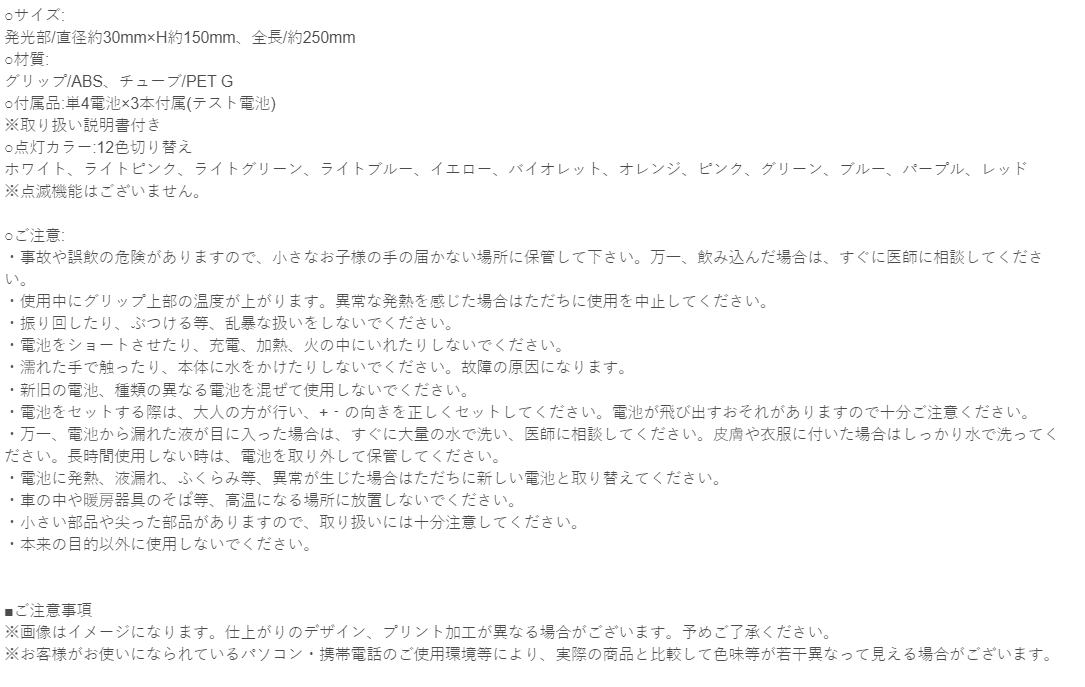 ○サイズ:
発光部/直径約30mm×H約150mm、全長/約250mm
○材質:
グリップ/ABS、チューブ/PET G
○付属品:単4電池×3本付属(テスト電池)
※取り扱い説明書付き
○点灯カラー:12色切り替え
ホワイト、ライトピンク、ライトグリーン、ライトブルー、イエロー、バイオレット、オレンジ、ピンク、グリーン、ブルー、パープル、レッド
※点滅機能はございません。
○ご注意:
・事故や誤飲の危険がありますので、小さなお子様の手の届かない場所に保管して下さい。万一、飲み込んだ場合は、すぐに医師に相談してくださ
い。
・使用中にグリップ上部の温度が上がります。異常な発熱を感じた場合はただちに使用を中止してください。
・振り回したり、ぶつける等、乱暴な扱いをしないでください。
・電池をショートさせたり、充電、加熱、火の中にいれたりしないでください。
・濡れた手で触ったり、本体に水をかけたりしないでください。故障の原因になります。
・新旧の電池、種類の異なる電池を混ぜて使用しないでください。
・電池をセットする際は、大人の方が行い、+ - の向きを正しくセットしてください。電池が飛び出すおそれがありますので十分ご注意ください。
・万一、電池から漏れた液が目に入った場合は、すぐに大量の水で洗い、医師に相談してください。皮膚や衣服に付いた場合はしっかり水で洗ってく
ださい。長時間使用しない時は、電池を取り外して保管してください。
・電池に発熱、液漏れ、ふくらみ等、異常が生じた場合はただちに新しい電池と取り替えてください。
・車の中や暖房器具のそば等、高温になる場所に放置しないでください。
・小さい部品や尖った部品がありますので、取り扱いには十分注意してください。
・本来の目的以外に使用しないでください。
■ご注意事項
※画像はイメージになります。仕上がりのデザイン、プリント加工が異なる場合がございます。予めご了承ください。
※お客様がお使いになられているパソコン・携帯電話のご使用環境等により、実際の商品と比較して色味等が若干異なって見える場合がございます。